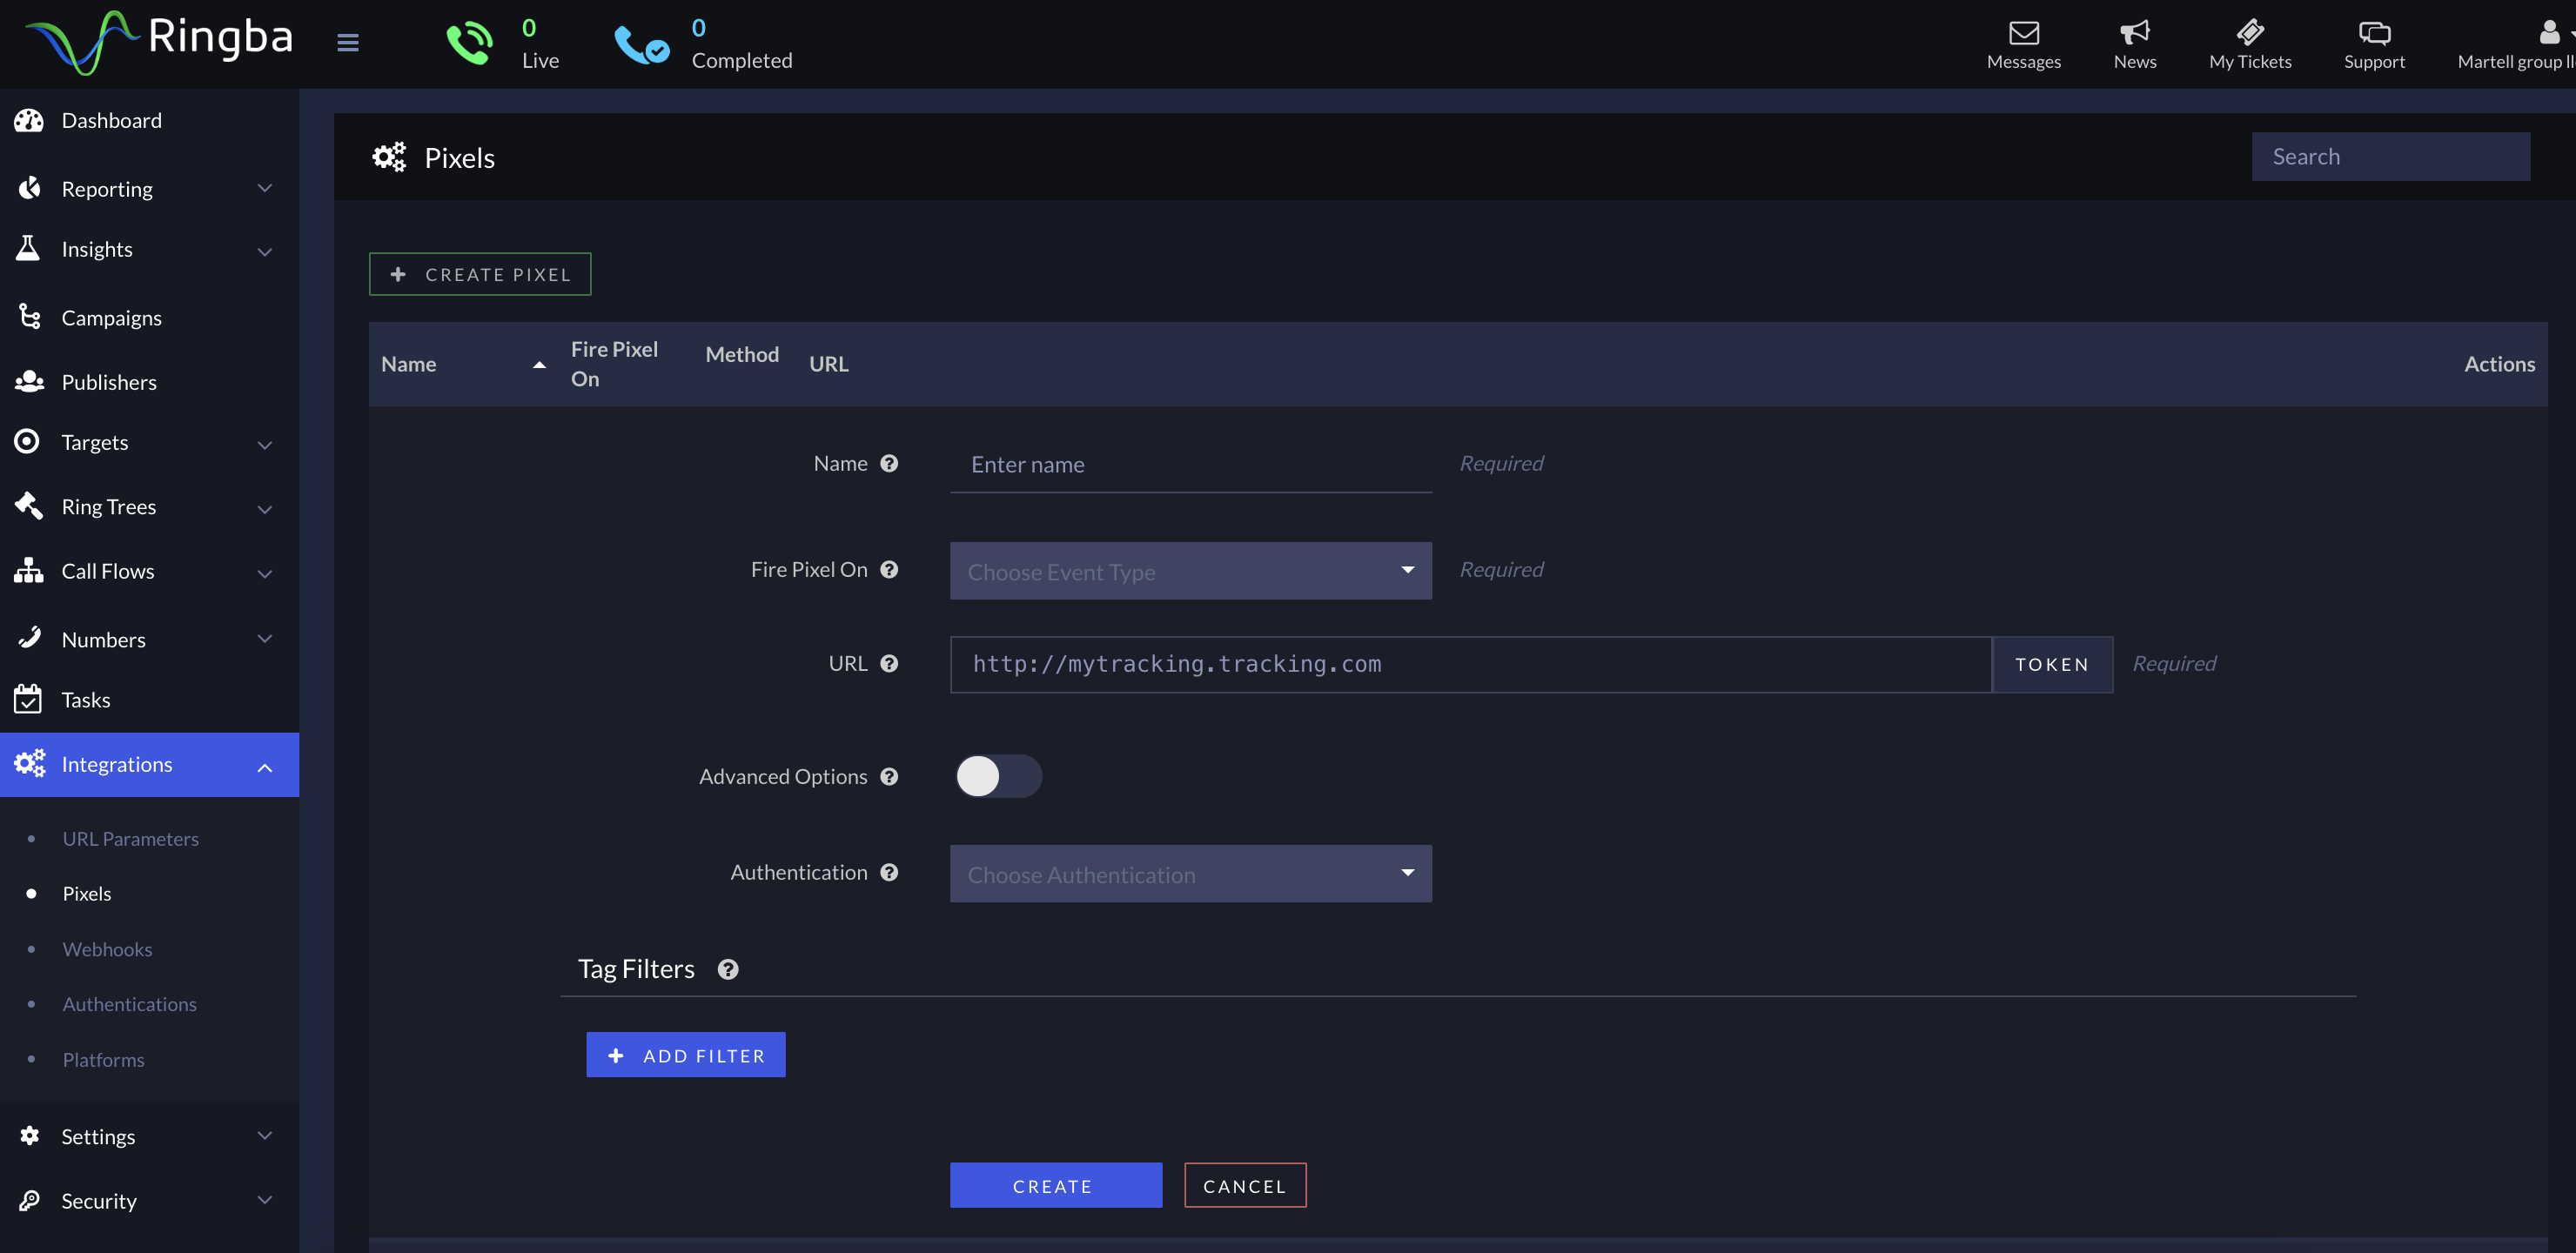 Ringba
0
Live
0
Completed
Messages
News
My Tickets
Support
Martell group ll
Dashboard
Reporting
Insights
Campaigns
Publishers
Targets
Ring Trees
Call Flows
Numbers
Tasks
Integrations
URL Parameters
Pixels
Webhooks
Authentications
Platforms
Settings
Security
Pixels
Search
+ CREATE PIXEL
Name
Fire Pixel
On
Method
URL
Actions
Name
Enter name
Required
Fire Pixel On
Choose Event Type
Required
URL
http://mytracking.tracking.com
TOKEN
Required
Advanced Options
Authentication
Choose Authentication
Tag Filters
+ ADD FILTER
CREATE
CANCEL